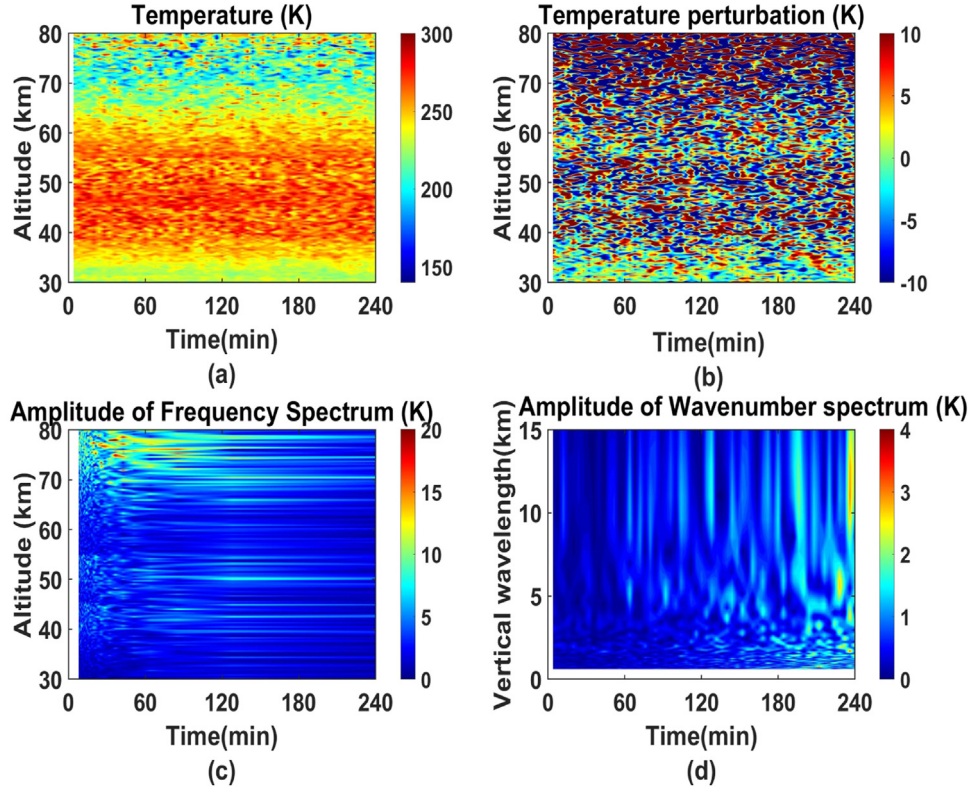 Temperature (K)
80
70
60
50
40
30
Altitude (km)
0 60 120 180 240
Time(min)
300
250
200
150
(a)
Temperature perturbation (K)
80
70
60
50
40
30
Altitude (km)
0 60 120 180 240
Time(min)
10
5
0
-5
-10
(b)
Amplitude of Frequency Spectrum (K)
80
70
60
50
40
30
Altitude (km)
0 60 120 180 240
Time(min)
20
15
10
5
0
(c)
Amplitude of Wavenumber spectrum (K)
15
10
5
0
Vertical wavelength(km)
0 60 120 180 240
Time(min)
4
3
2
1
0
(d)